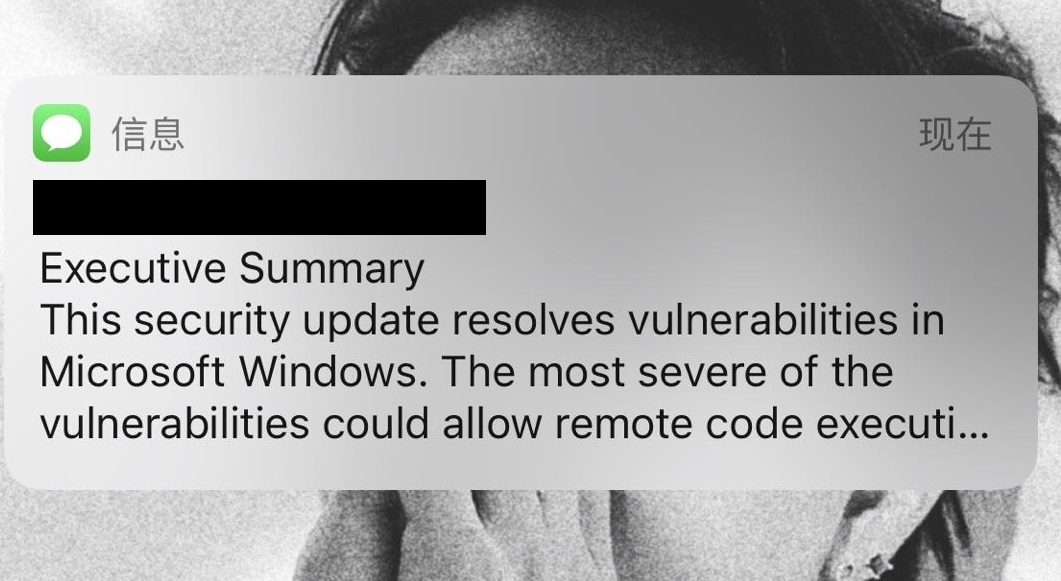 信息 现在
Executive Summary
This security update resolves vulnerabilities in
Microsoft Windows. The most severe of the
vulnerabilities could allow remote code executi...